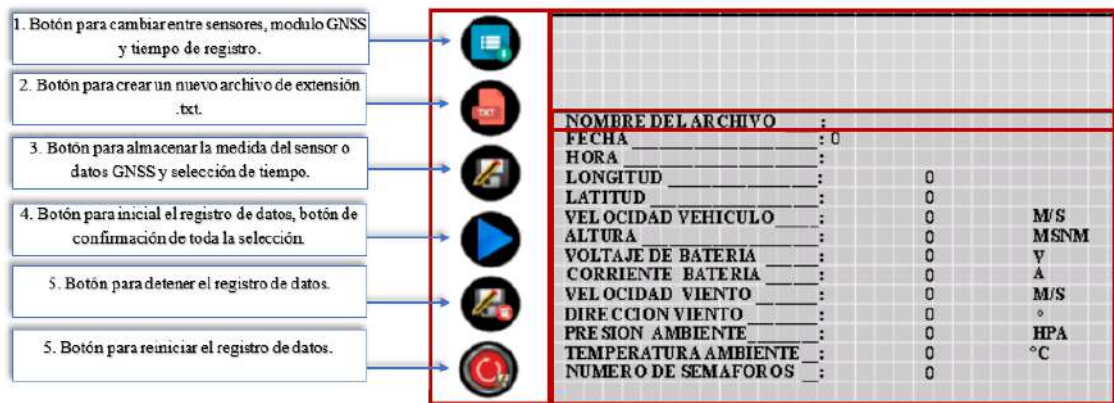 1. Botón para cambiar entre sensores, modulo GNSS
y tiempo de registro.
2. Botón para crear un nuevo archivo de extensión
.txt.
3. Botón para almacenar la medida del sensor o
datos GNSS y selección de tiempo.
4. Botón para inicial el registro de datos, botón de
confirmación de toda la selección.
5. Botón para detener el registro de datos.
5. Botón para reiniciar el registro de datos.
TXT
NOMBRE DEL ARCHIVO :
FECHA : 0
HORA :
LONGITUD : 0
LATITUD : 0
VELOCIDAD VEHICULO : 0 M/S
ALTURA : 0 MSNM
VOLTAJE DE BATERIA : 0 V
CORRIENTE BATERIA : 0 A
VELOCIDAD VIENTO : 0 M/S
DIRECCION VIENTO : 0 °
PRESION AMBIENTE : 0 HPA
TEMPERATURA AMBIENTE : 0 °C
NUMERO DE SEMAFOROS : 0